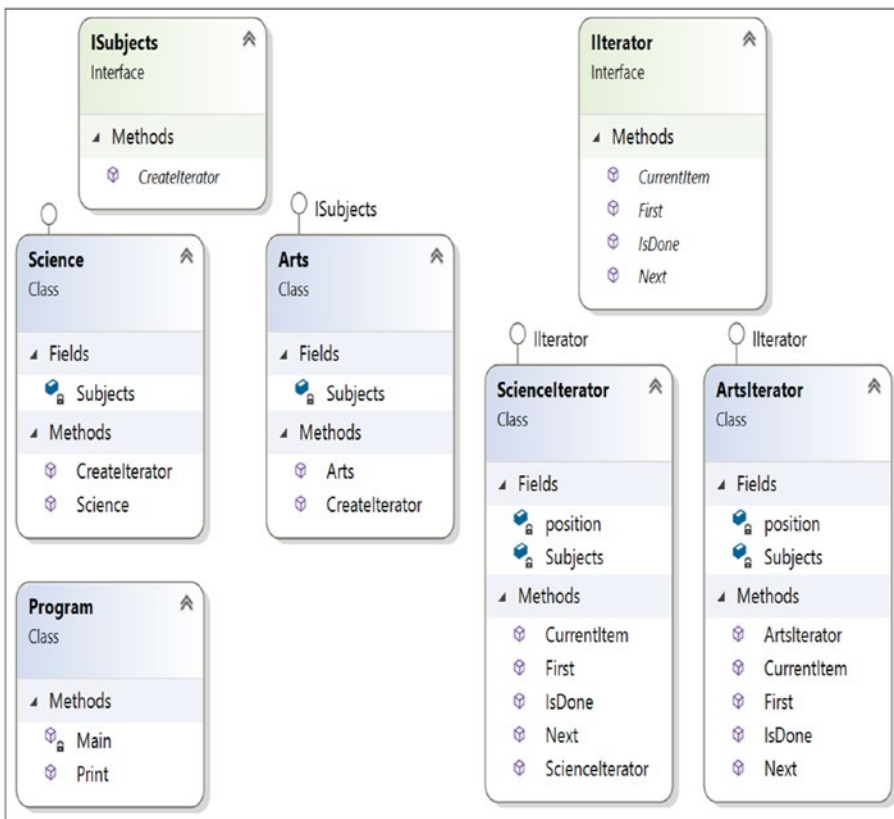 ISubjects
Interface
Methods
CreateIterator
IIterator
Interface
Methods
CurrentItem
First
IsDone
Next
Science
Class
Fields
Subjects
Methods
CreateIterator
Science
ISubjects
Arts
Class
Fields
Subjects
Methods
Arts
CreateIterator
IIterator
ScienceIterator
Class
Fields
position
Subjects
Methods
CurrentItem
First
IsDone
Next
ScienceIterator
IIterator
ArtsIterator
Class
Fields
position
Subjects
Methods
ArtsIterator
CurrentItem
First
IsDone
Next
Program
Class
Methods
Main
Print